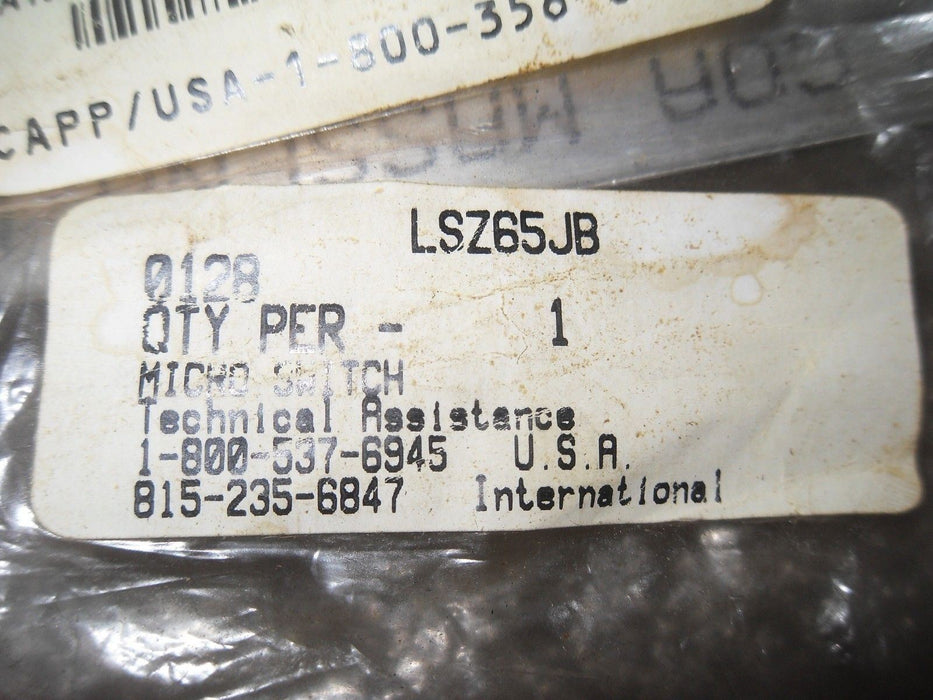 CAPP/USA-1-800-358
LSZ65JB
0128
QTY PER - 1
MICRO SWITCH
Technical Assistance
1-800-537-6945 U.S.A.
815-235-6847 International